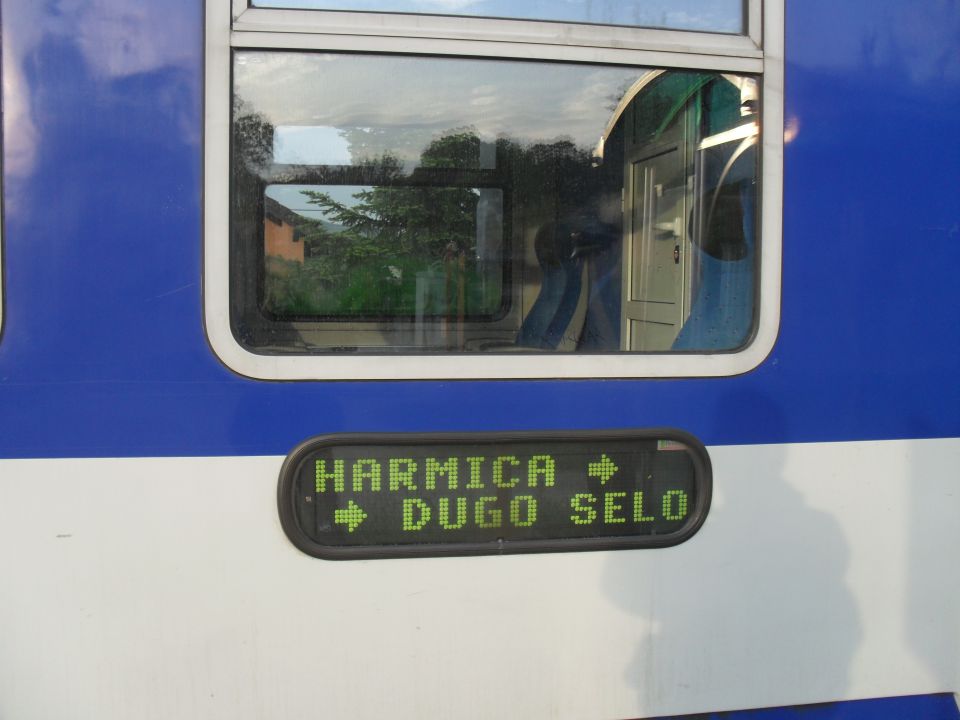 HARMICA →
→ DUGO SELO